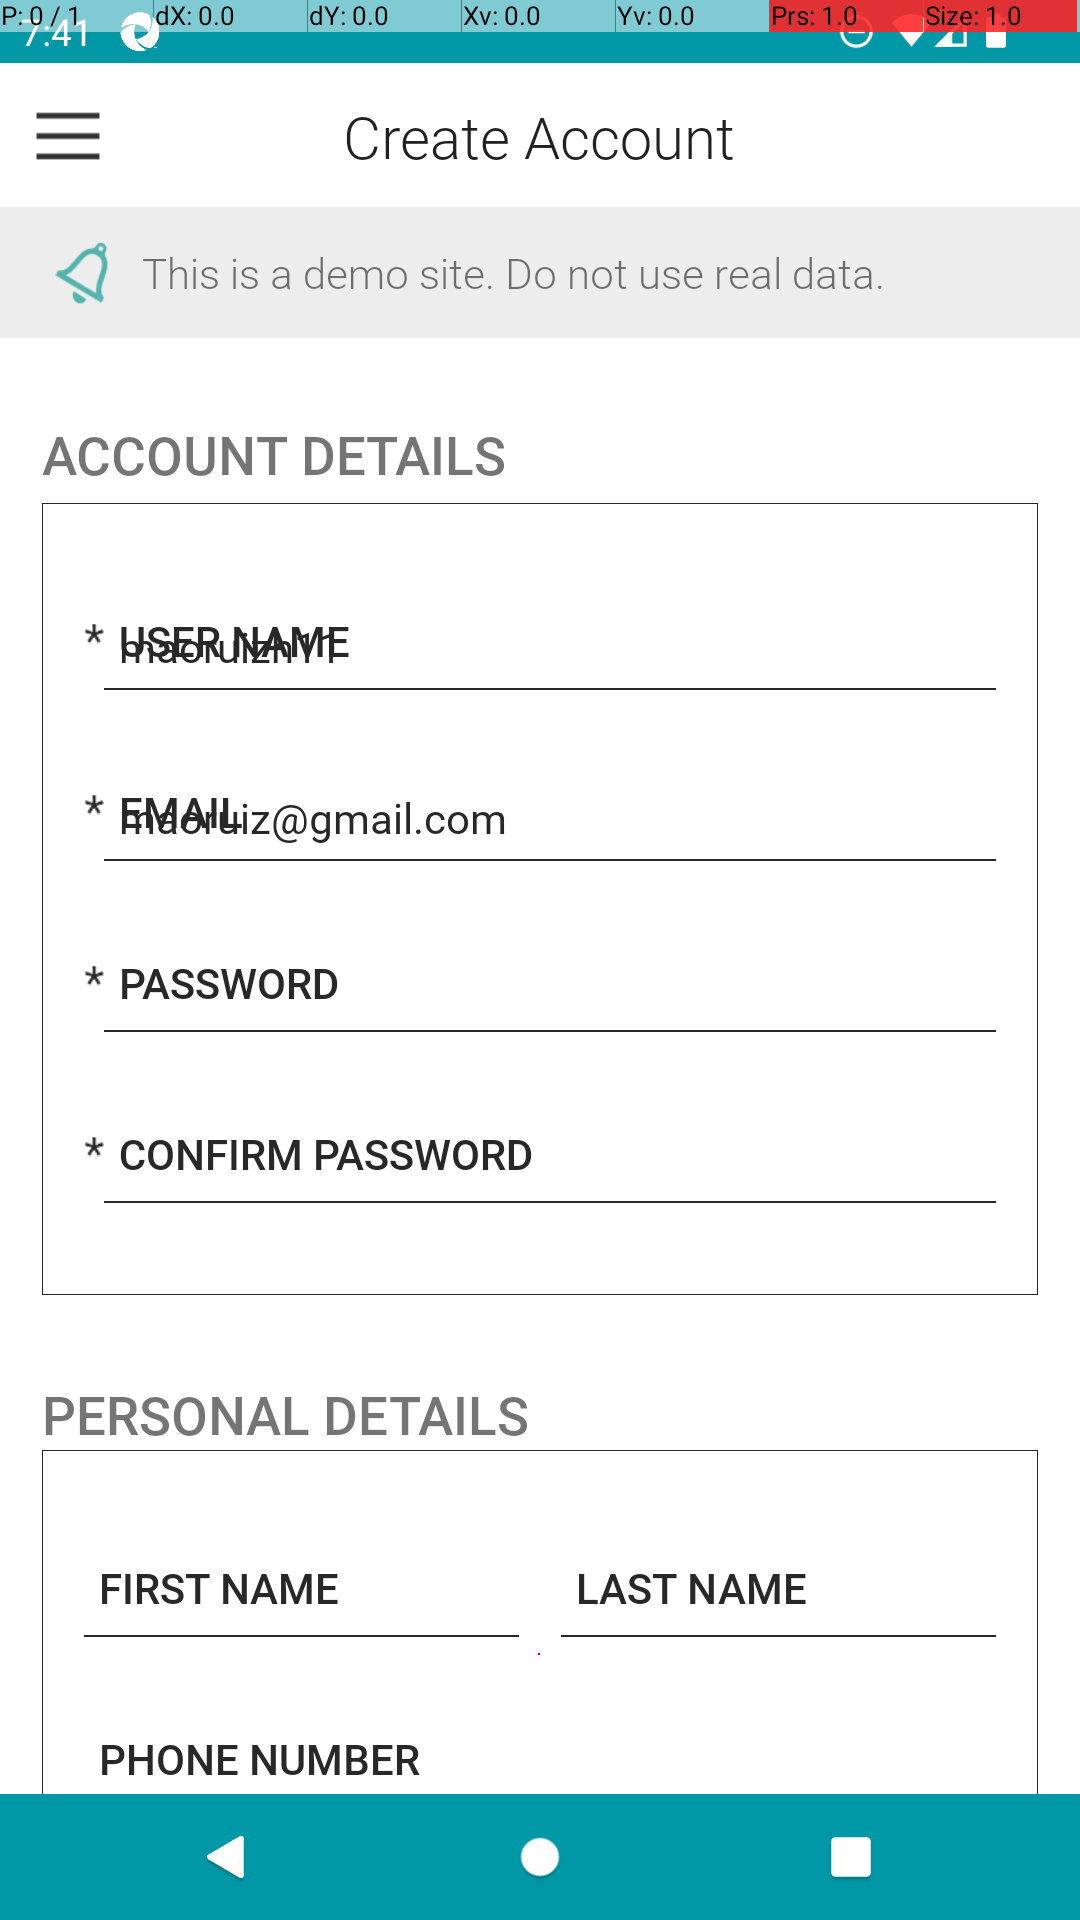 P: 0 / 1 dX: 0.0 dY: 0.0 Xv: 0.0 Yv: 0.0 Prs: 1.0 Size: 1.0
7:41
Create Account
This is a demo site. Do not use real data.
ACCOUNT DETAILS
* USER NAME
* EMAIL
maoruiz@gmail.com
* PASSWORD
* CONFIRM PASSWORD
PERSONAL DETAILS
FIRST NAME LAST NAME
PHONE NUMBER